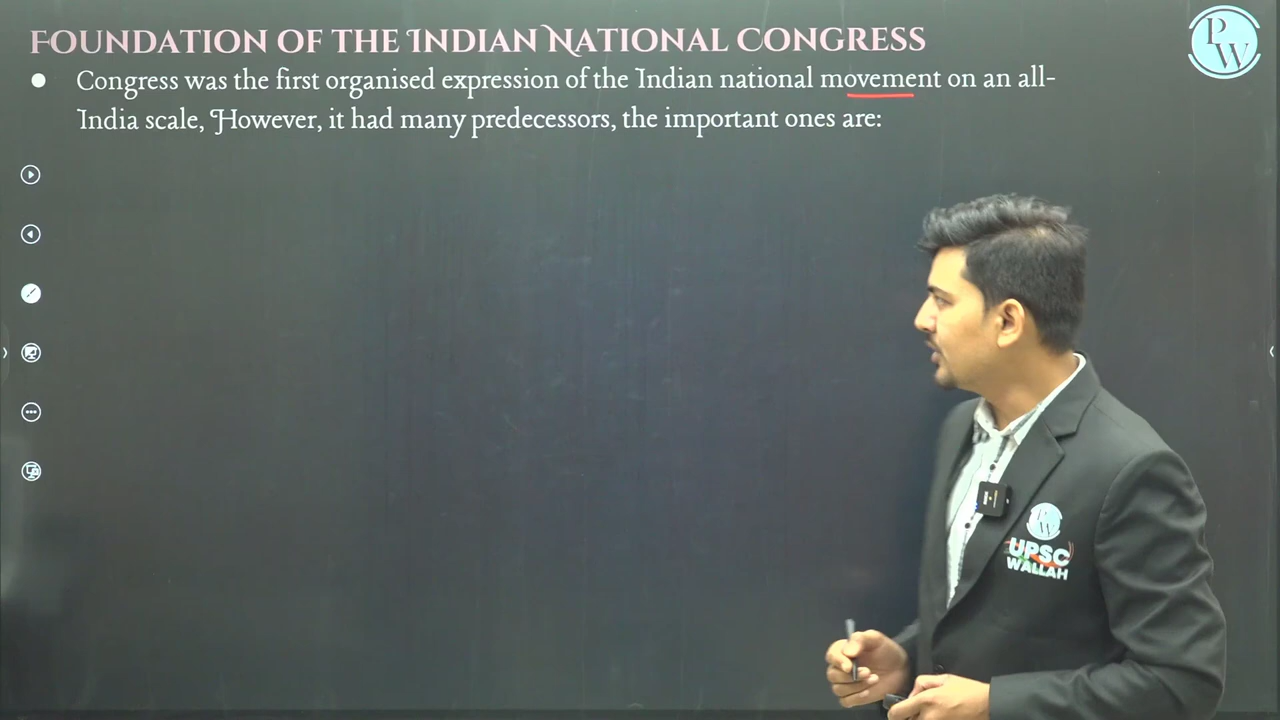 FOUNDATION OF THE INDIAN NATIONAL CONGRESS
Congress was the first organised expression of the Indian national movement on an all-
India scale, However, it had many predecessors, the important ones are:
PW
PW
UPSC
WALLAH